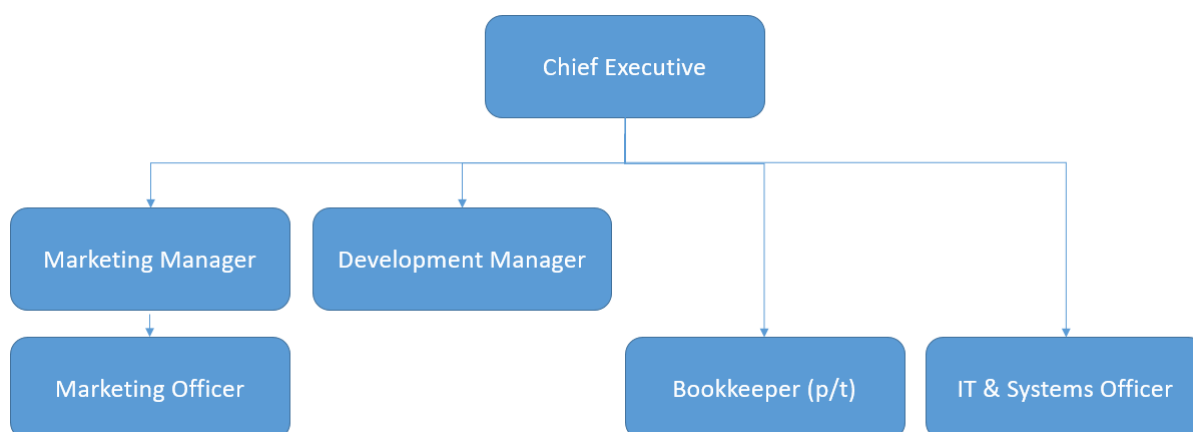 Chief Executive
Marketing Manager
Development Manager
Marketing Officer
Bookkeeper (p/t)
IT & Systems Officer